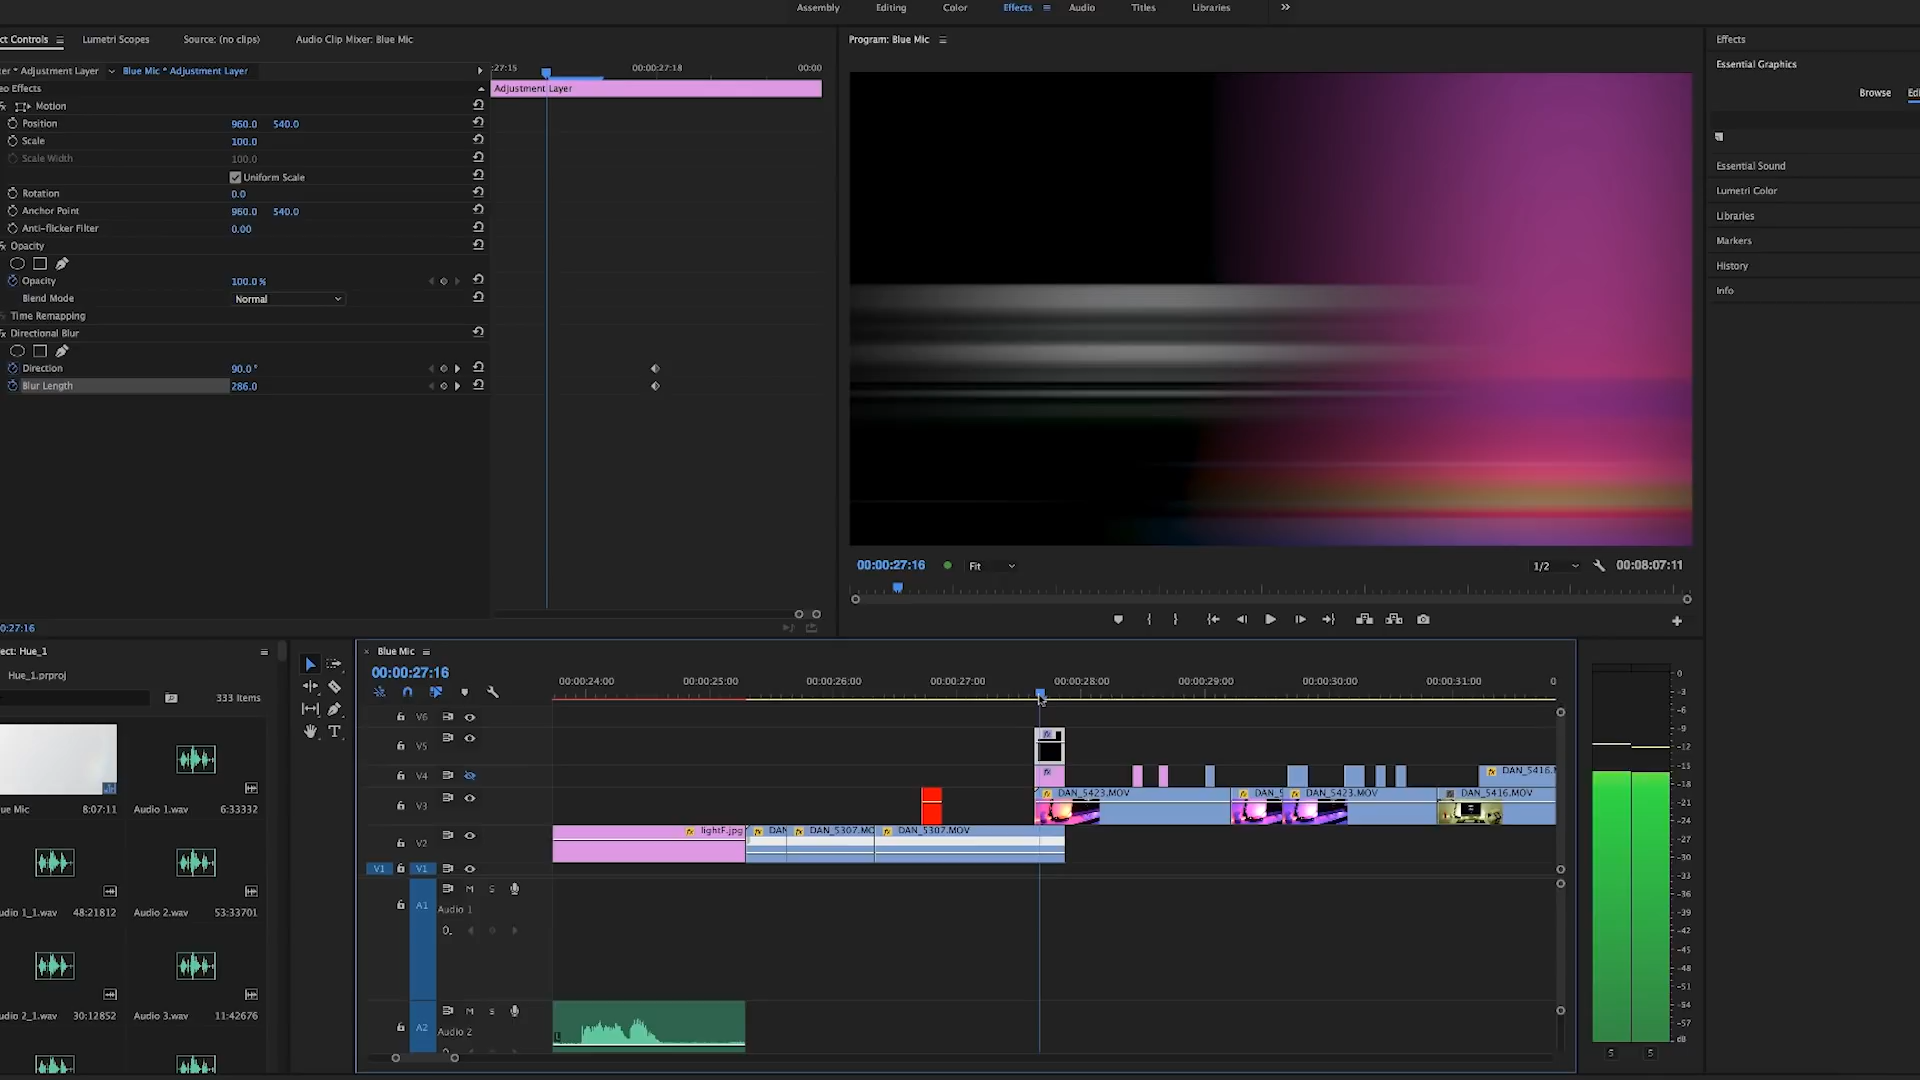 Assembly Editing Color Effects Audio Titles Libraries
ct Controls Lumetri Scopes Source: (no clips) Audio Clip Mixer: Blue Mic
er * Adjustment Layer Blue Mic * Adjustment Layer
eo Effects
Motion
Position 960.0 540.0
Scale 100.0
Scale Width 100.0
Uniform Scale
Rotation 0.0
Anchor Point 960.0 540.0
Anti-flicker Filter 0.00
Opacity
Opacity 100.0 %
Blend Mode Normal
Time Remapping
Directional Blur
Direction 90.0 °
Blur Length 286.0
:27:15 00:00:27:18 00:00
Adjustment Layer
0:27:16
Program: Blue Mic
00:00:27:16 Fit 1/2 00:08:07:11
Effects
Essential Graphics
Browse Edi
Essential Sound
Lumetri Color
Libraries
Markers
History
Info
ect: Hue_1
Hue_1.prproj
333 Items
ue Mic 8:07:11 Audio 1.wav 6:33332
udio 1_1.wav 48:21812 Audio 2.wav 53:33701
udio 2_1.wav 30:12852 Audio 3.wav 11:42676
Blue Mic
00:00:27:16
00:00:24:00 00:00:25:00 00:00:26:00 00:00:27:00 00:00:28:00 00:00:29:00 00:00:30:00 00:00:31:00 0
V6
V5
V4 DAN_5416.M
V3 DAN_5423.MOV DAN_5 DAN_5423.MOV DAN_5416.MOV
V2 lightF.jpg DAN DAN_5307.MO DAN_5307.MOV
V1 V1
A1 M S
Audio 1
0.
A2 M S
Audio 2
L
0
-3
-6
-9
-12
-15
-18
-21
-24
-27
-30
-33
-36
-39
-42
-45
-48
-51
-54
-57
dB
S S